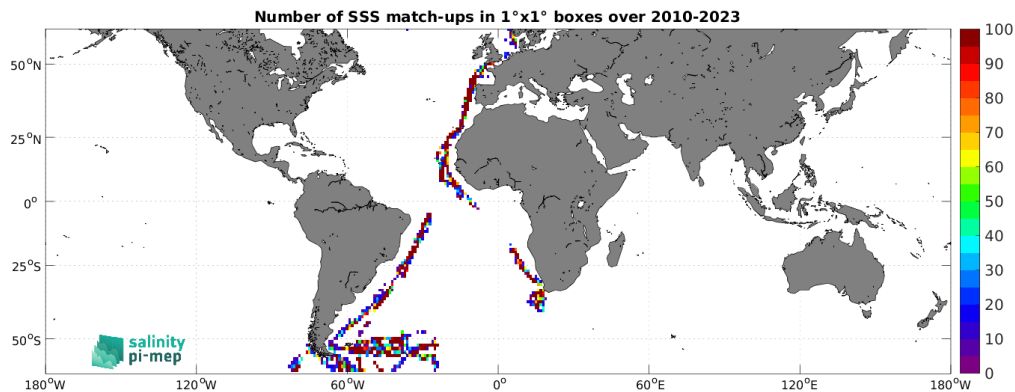 Number of SSS match-ups in 1°x1° boxes over 2010-2023
100
90
80
70
60
50
40
30
20
10
0
50°N
25°N
0°
25°S
50°S
salinity
pi-mep
180°W 120°W 60°W 0° 60°E 120°E 180°W